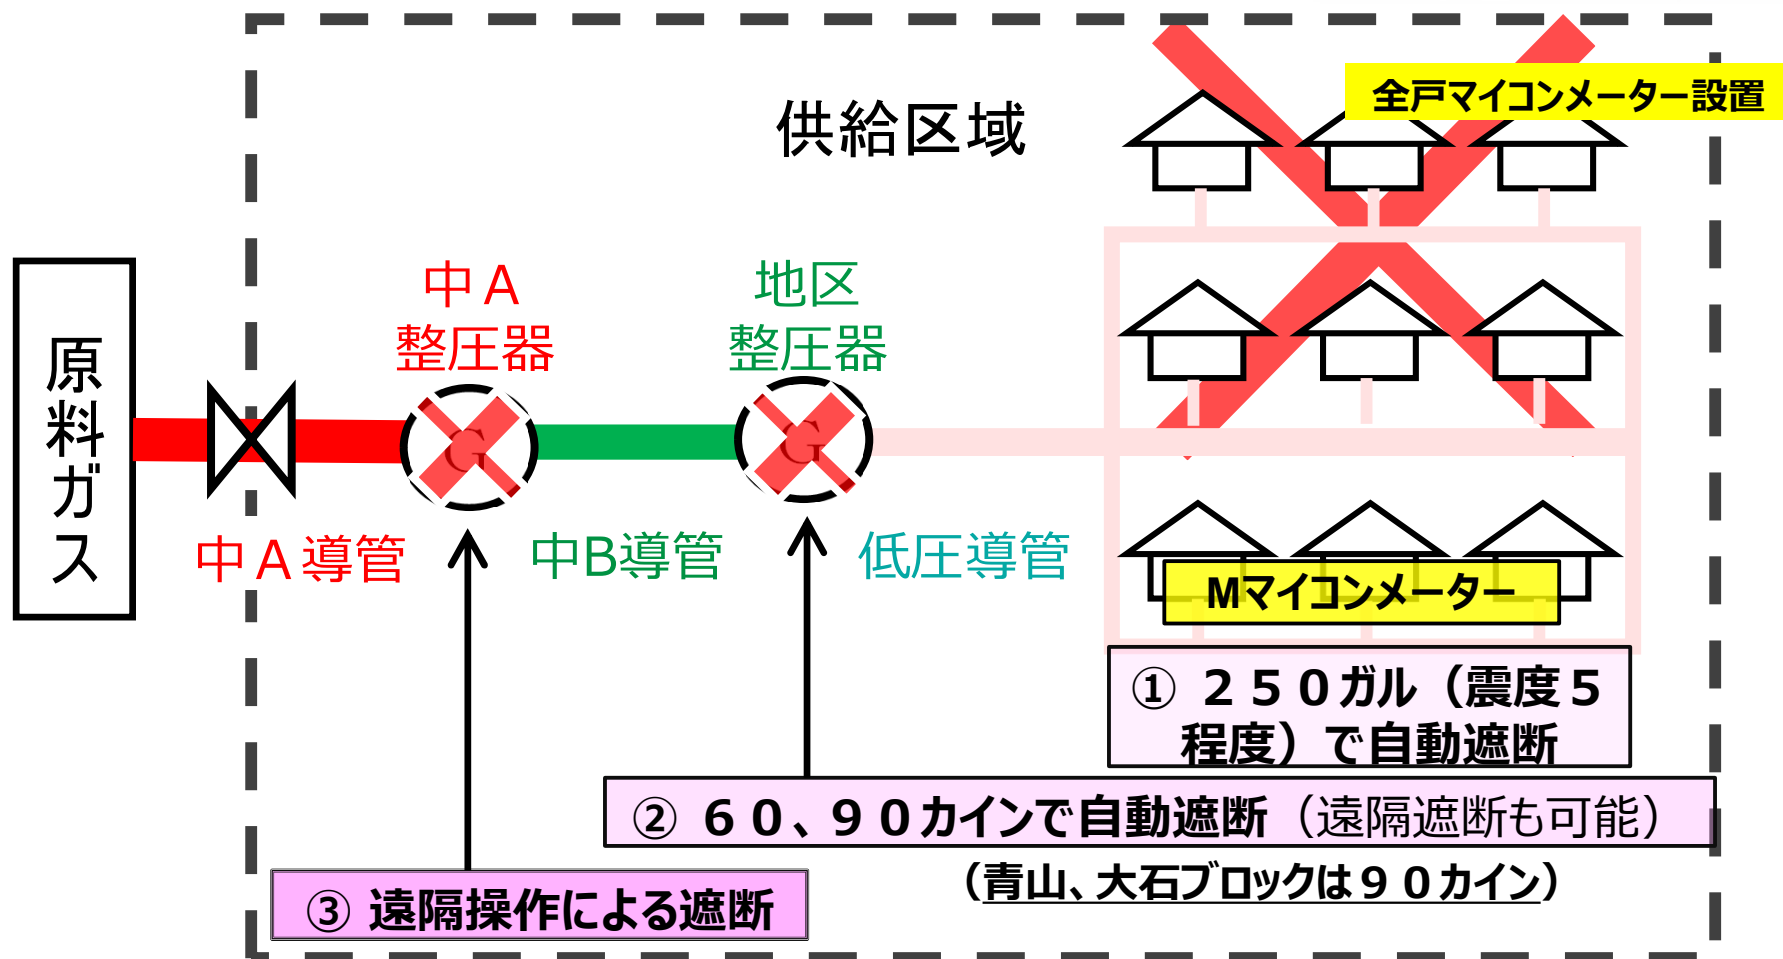 全戸マイコンメーター設置
供給区域
中A
整圧器
地区
整圧器
原料ガス
G
G
中A導管
中B導管
低圧導管
Mマイコンメーター
① 250ガル（震度5
程度）で自動遮断
② 60、90カインで自動遮断（遠隔遮断も可能）
（青山、大石ブロックは90カイン）
③ 遠隔操作による遮断